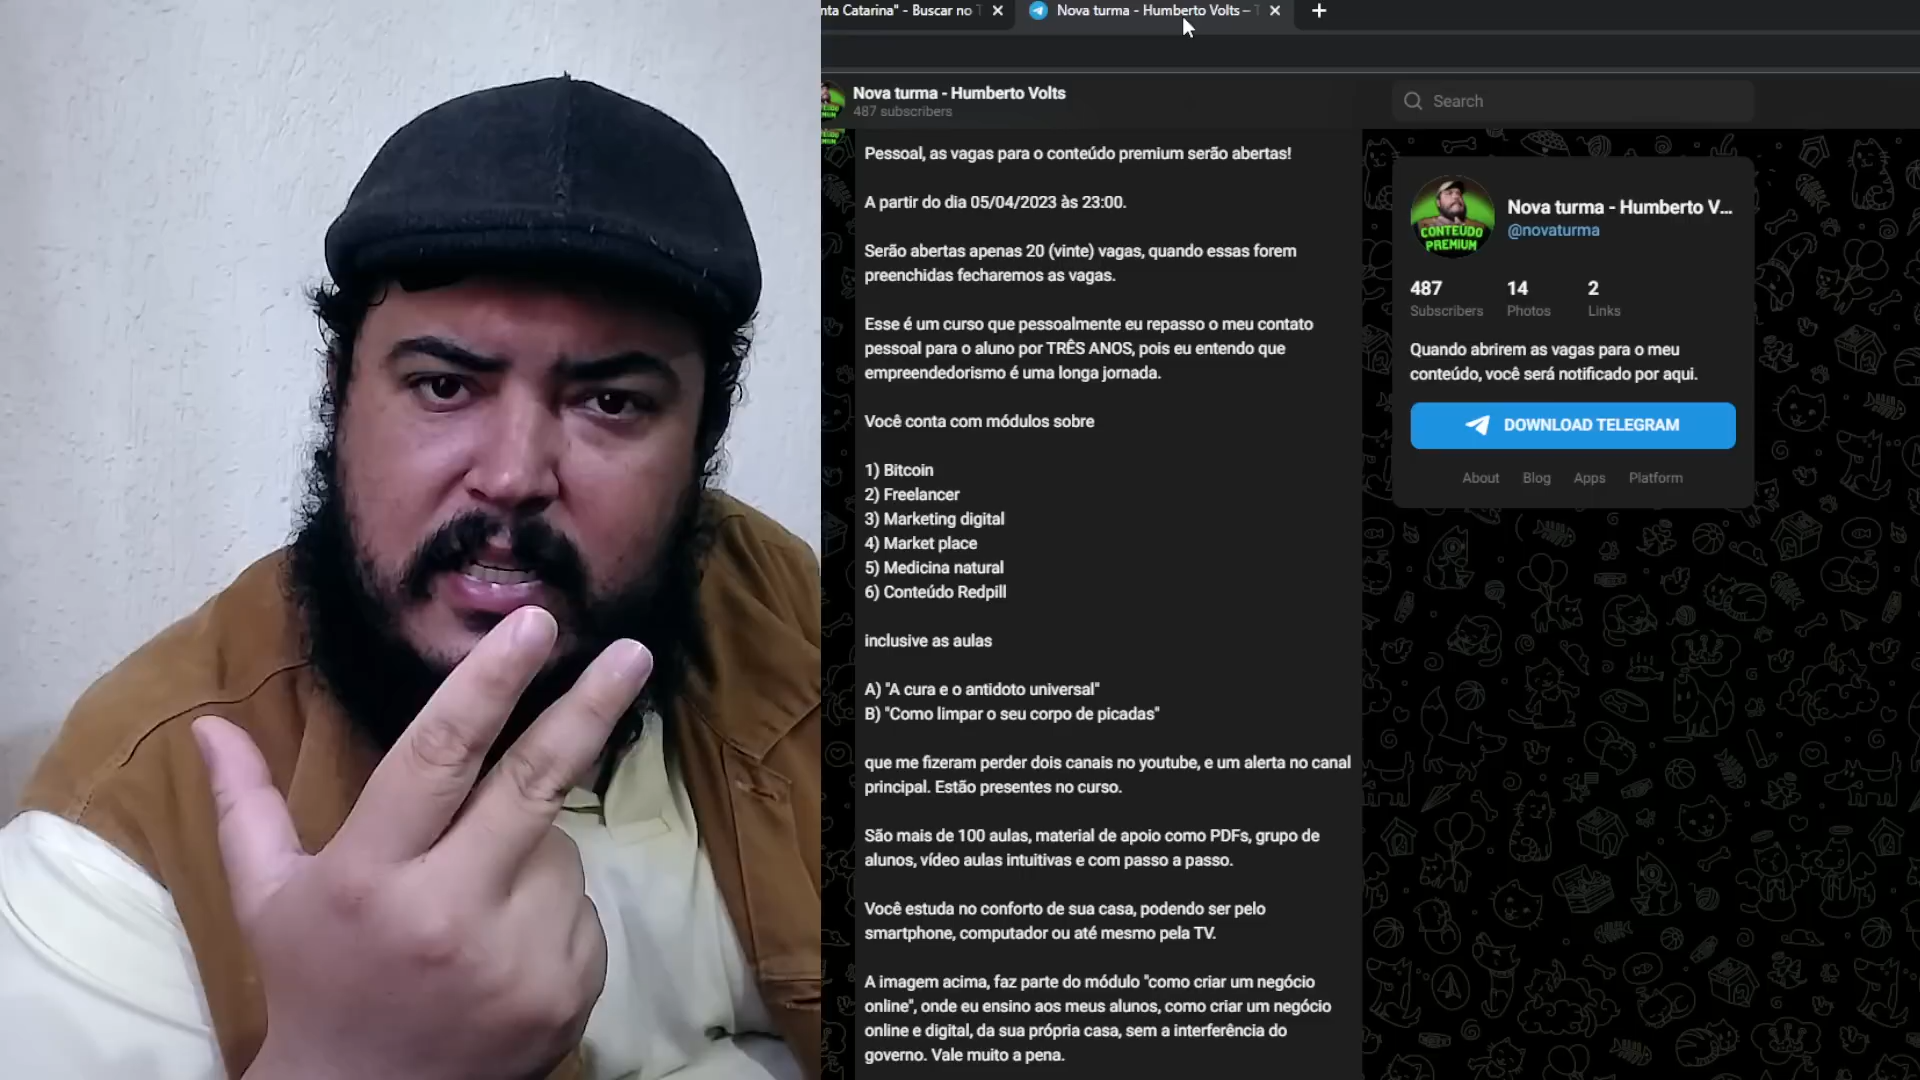 nta Catarina" - Buscar no
Nova turma - Humberto Volts –
Nova turma - Humberto Volts
487 subscribers
Search
Pessoal, as vagas para o conteúdo premium serão abertas!
A partir do dia 05/04/2023 às 23:00.
Serão abertas apenas 20 (vinte) vagas, quando essas forem
preenchidas fecharemos as vagas.
Esse é um curso que pessoalmente eu repasso o meu contato
pessoal para o aluno por TRÊS ANOS, pois eu entendo que
empreendedorismo é uma longa jornada.
Você conta com módulos sobre
1) Bitcoin
2) Freelancer
3) Marketing digital
4) Market place
5) Medicina natural
6) Conteúdo Redpill
inclusive as aulas
A) "A cura e o antidoto universal"
B) "Como limpar o seu corpo de picadas"
que me fizeram perder dois canais no youtube, e um alerta no canal
principal. Estão presentes no curso.
São mais de 100 aulas, material de apoio como PDFs, grupo de
alunos, vídeo aulas intuitivas e com passo a passo.
Você estuda no conforto de sua casa, podendo ser pelo
smartphone, computador ou até mesmo pela TV.
A imagem acima, faz parte do módulo "como criar um negócio
online", onde eu ensino aos meus alunos, como criar um negócio
online e digital, da sua própria casa, sem a interferência do
governo. Vale muito a pena.
CONTEÚDO
PREMIUM
Nova turma - Humberto V...
@novaturma
487 14 2
Subscribers Photos Links
Quando abrirem as vagas para o meu
conteúdo, você será notificado por aqui.
DOWNLOAD TELEGRAM
About Blog Apps Platform